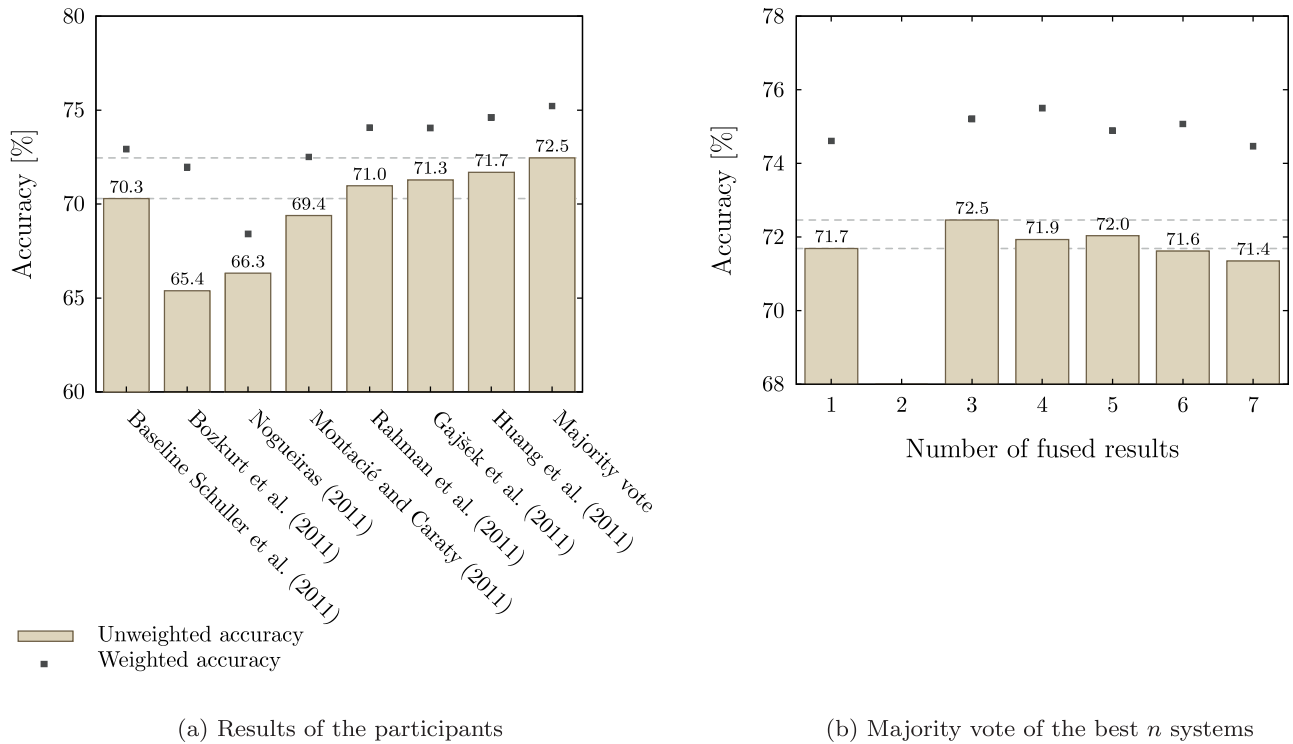 80
75
70
65
60
Accuracy [%]
70.3
65.4
66.3
69.4
71.0
71.3
71.7
72.5
Baseline Schuller et al. (2011)
Bozkurt et al. (2011)
Nogueiras (2011)
Montacié and Caraty (2011)
Rahman et al. (2011)
Gajšek et al. (2011)
Huang et al. (2011)
Majority vote
Unweighted accuracy
Weighted accuracy
(a) Results of the participants
78
76
74
72
70
68
Accuracy [%]
71.7
72.5
71.9
72.0
71.6
71.4
1 2 3 4 5 6 7
Number of fused results
(b) Majority vote of the best n systems